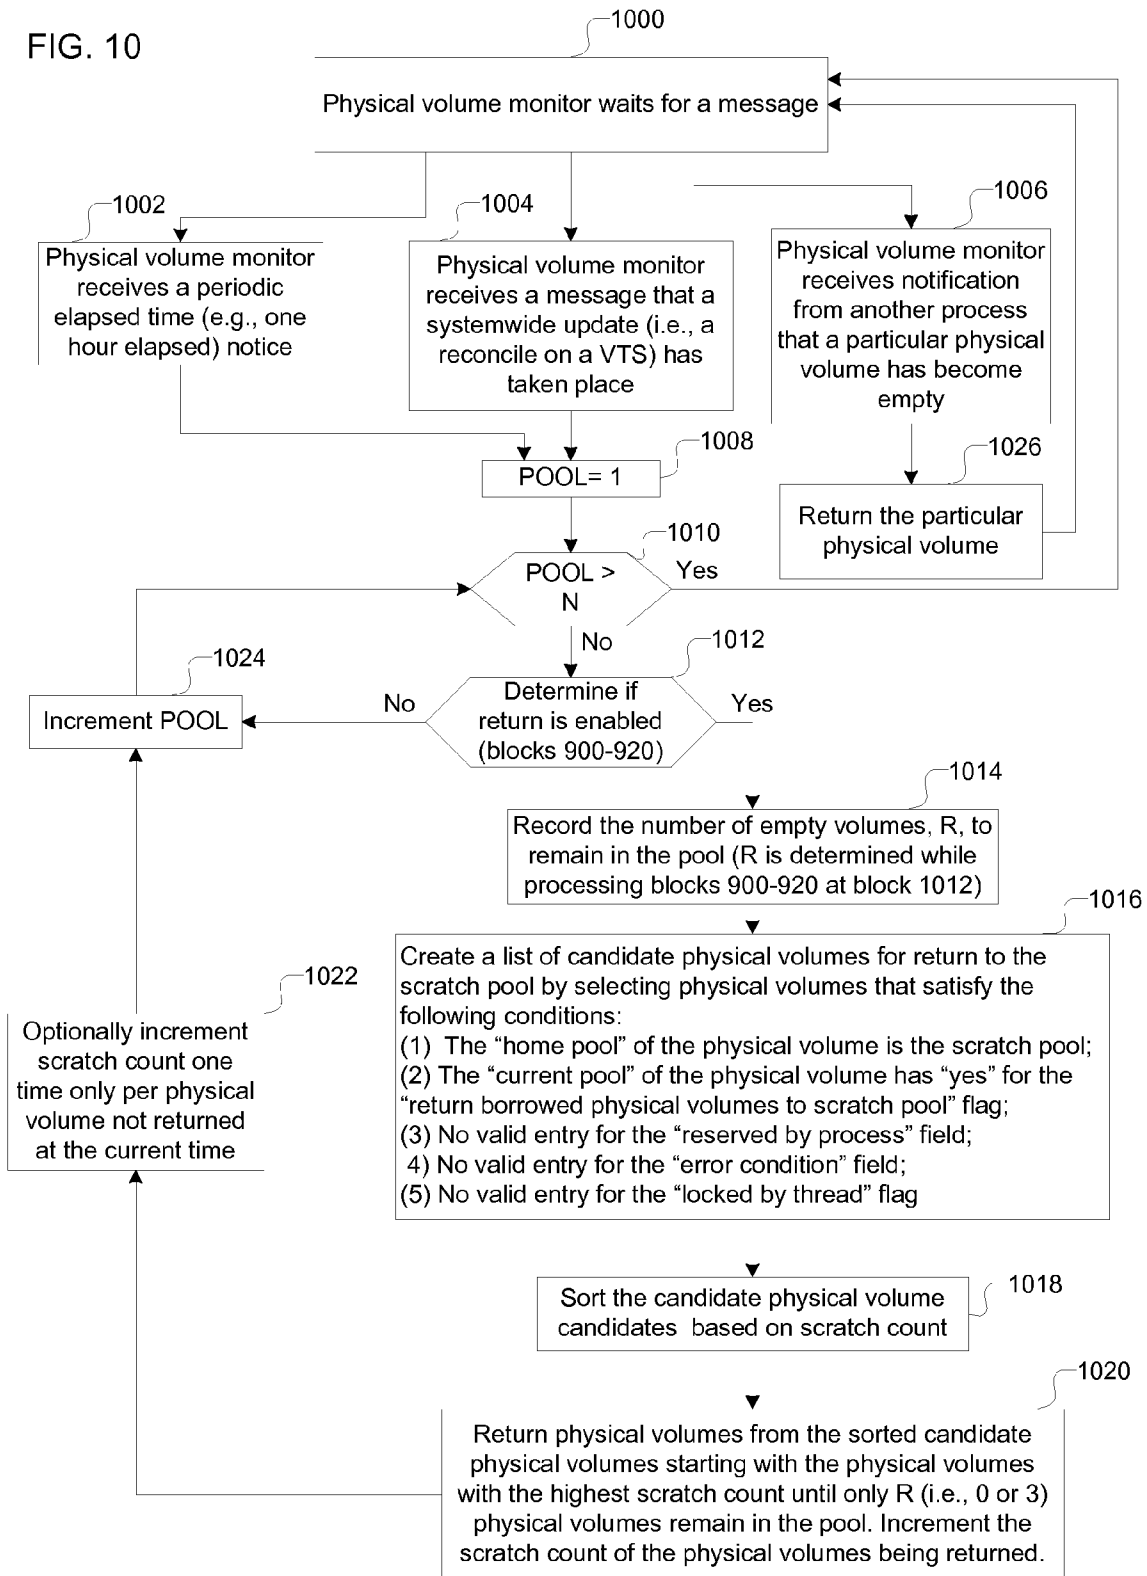 FIG. 10
1000
Physical volume monitor waits for a message
1002
Physical volume monitor
receives a periodic
elapsed time (e.g., one
hour elapsed) notice
1004
Physical volume monitor
receives a message that a
systemwide update (i.e., a
reconcile on a VTS) has
taken place
1006
Physical volume monitor
receives notification
from another process
that a particular physical
volume has become
empty
1008
POOL= 1
1026
Return the particular
physical volume
1010
POOL >
N
Yes
No
1012
Determine if
return is enabled
(blocks 900-920)
No
Yes
1024
Increment POOL
1014
Record the number of empty volumes, R, to
remain in the pool (R is determined while
processing blocks 900-920 at block 1012)
1016
Create a list of candidate physical volumes for return to the
scratch pool by selecting physical volumes that satisfy the
following conditions:
(1) The “home pool” of the physical volume is the scratch pool;
(2) The “current pool” of the physical volume has “yes” for the
“return borrowed physical volumes to scratch pool” flag;
(3) No valid entry for the “reserved by process” field;
4) No valid entry for the “error condition” field;
(5) No valid entry for the “locked by thread” flag
1022
Optionally increment
scratch count one
time only per physical
volume not returned
at the current time
1018
Sort the candidate physical volume
candidates based on scratch count
1020
Return physical volumes from the sorted candidate
physical volumes starting with the physical volumes
with the highest scratch count until only R (i.e., 0 or 3)
physical volumes remain in the pool. Increment the
scratch count of the physical volumes being returned.